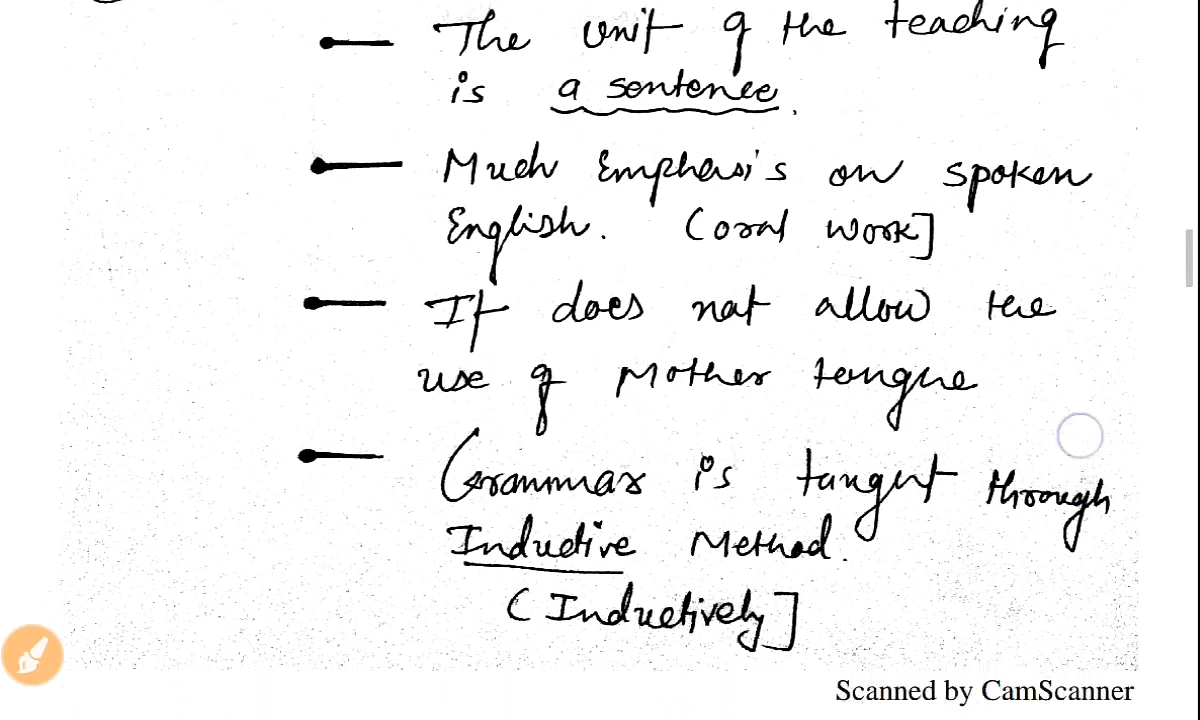 The unit of the teaching
is a sentence.
Much Emphasis on spoken
English. (oral work]
It does not allow the
use of Mother tongue
Grammar is taught through
Inductive Method.
(Inductively]
Scanned by CamScanner